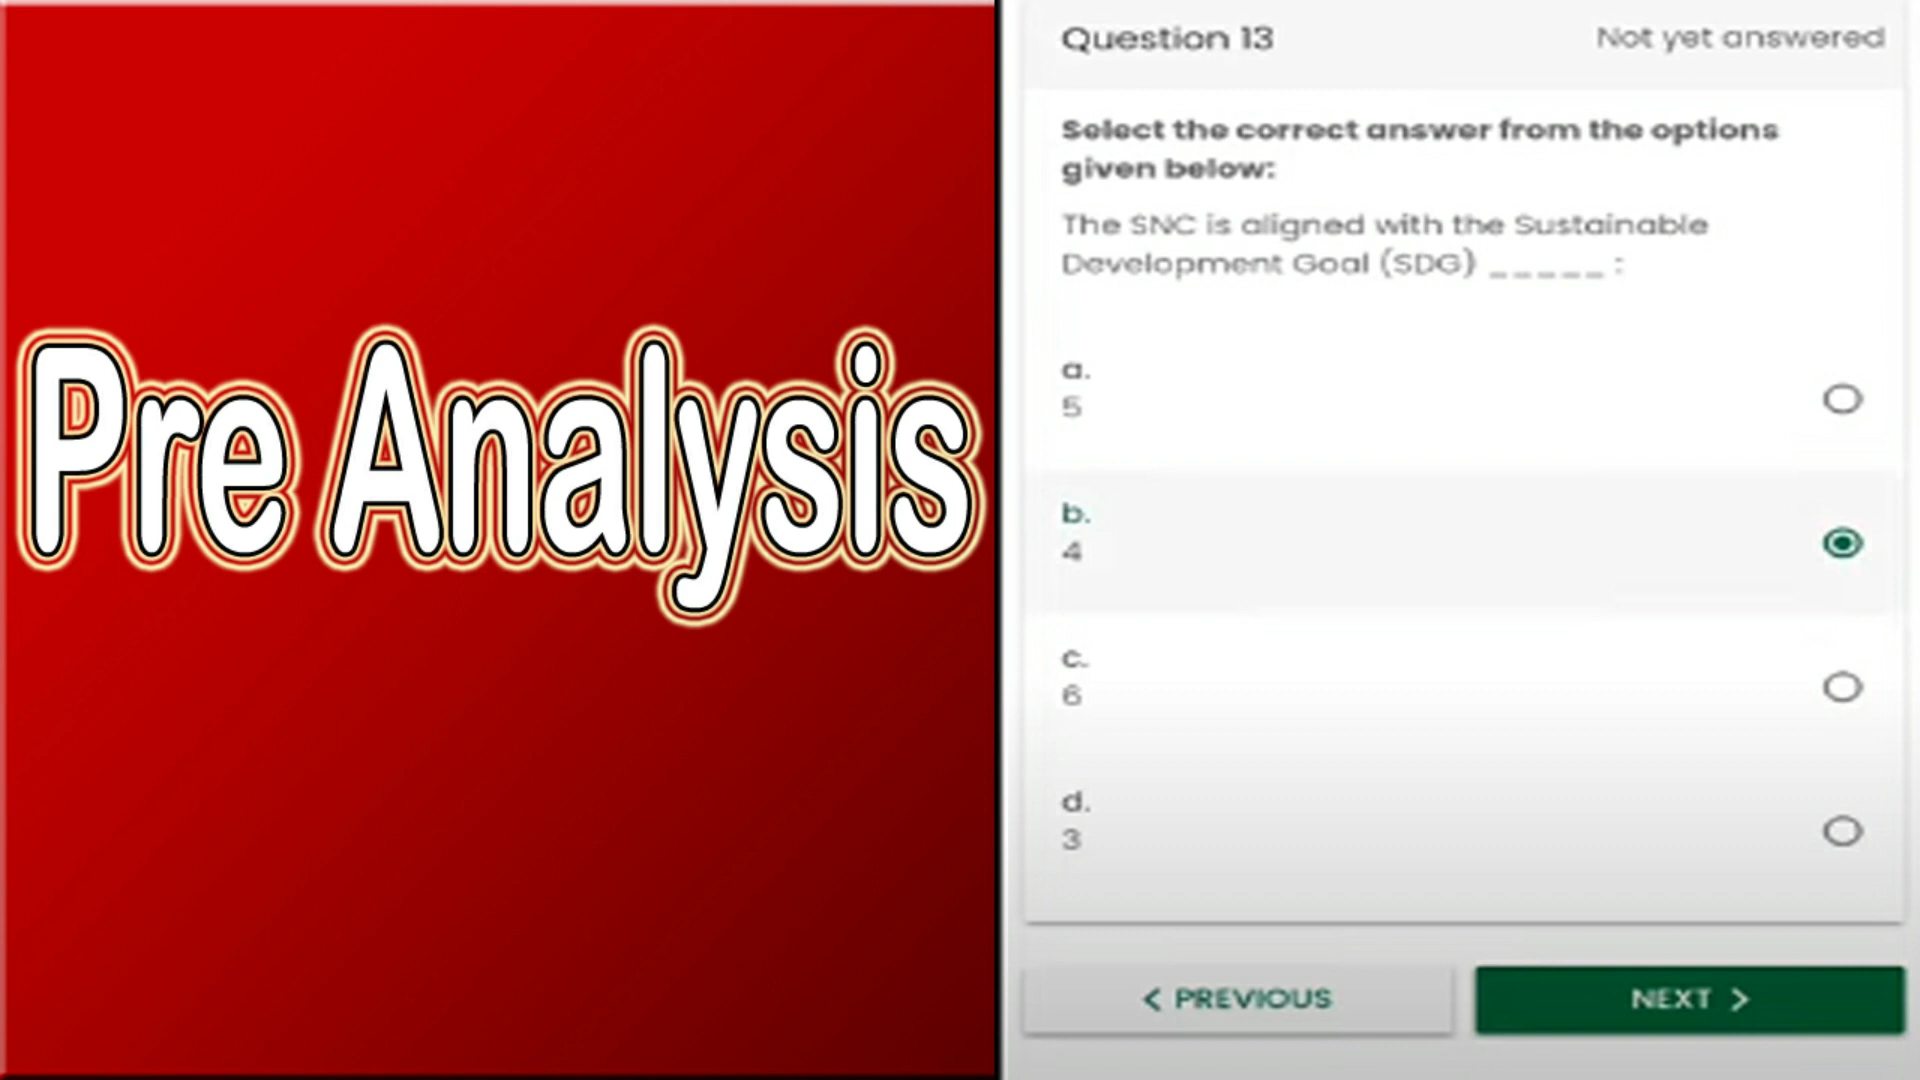 Pre Analysis
Question 13
Not yet answered
Select the correct answer from the options
given below:
The SNC is aligned with the Sustainable
Development Goal (SDG) _____ :
a.
5
b.
4
c.
6
d.
3
< PREVIOUS
NEXT >